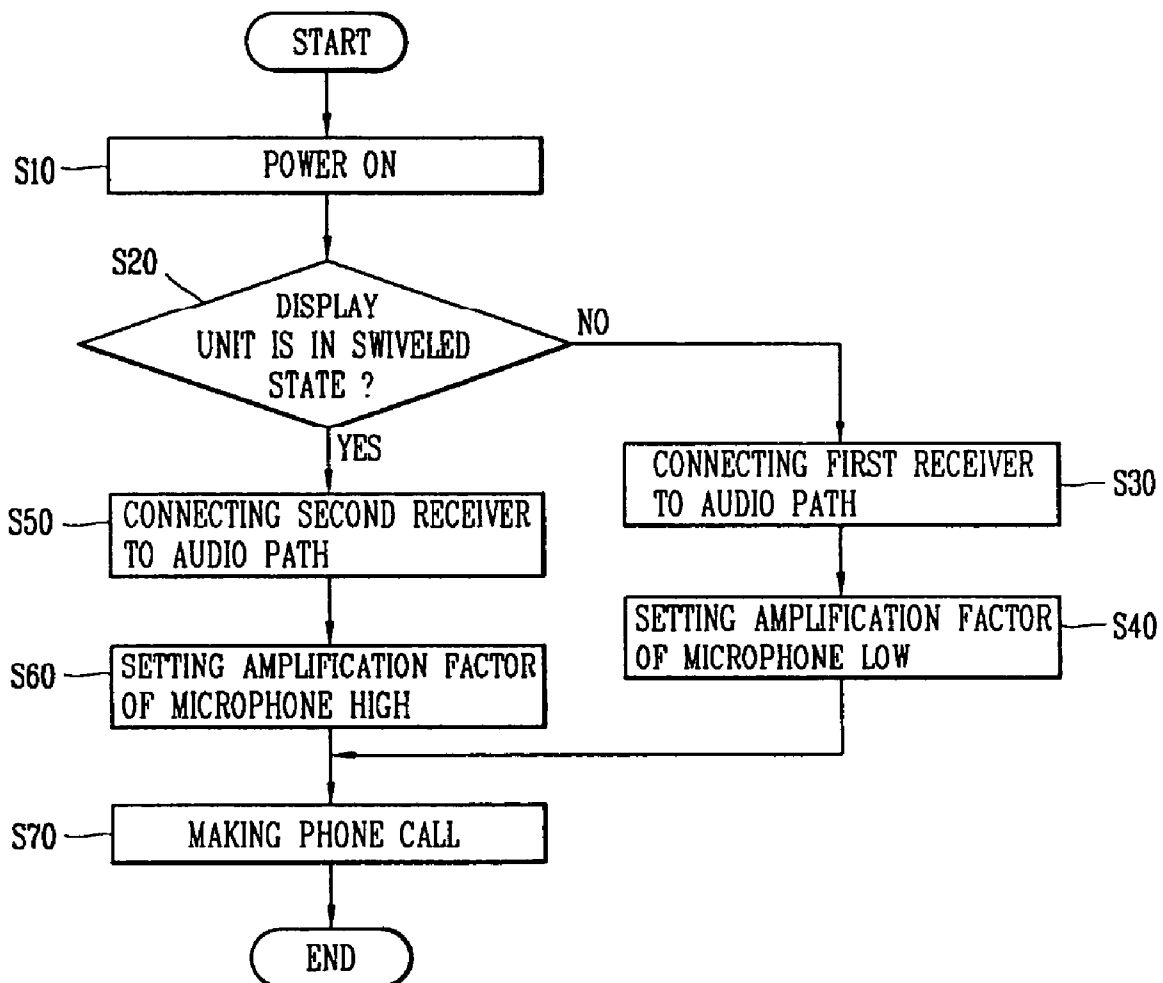 START
S10
POWER ON
S20
DISPLAY
UNIT IS IN SWIVELED
STATE ?
NO
YES
S50
CONNECTING SECOND RECEIVER
TO AUDIO PATH
CONNECTING FIRST RECEIVER
TO AUDIO PATH
S30
S60
SETTING AMPLIFICATION FACTOR
OF MICROPHONE HIGH
SETTING AMPLIFICATION FACTOR
OF MICROPHONE LOW
S40
S70
MAKING PHONE CALL
END